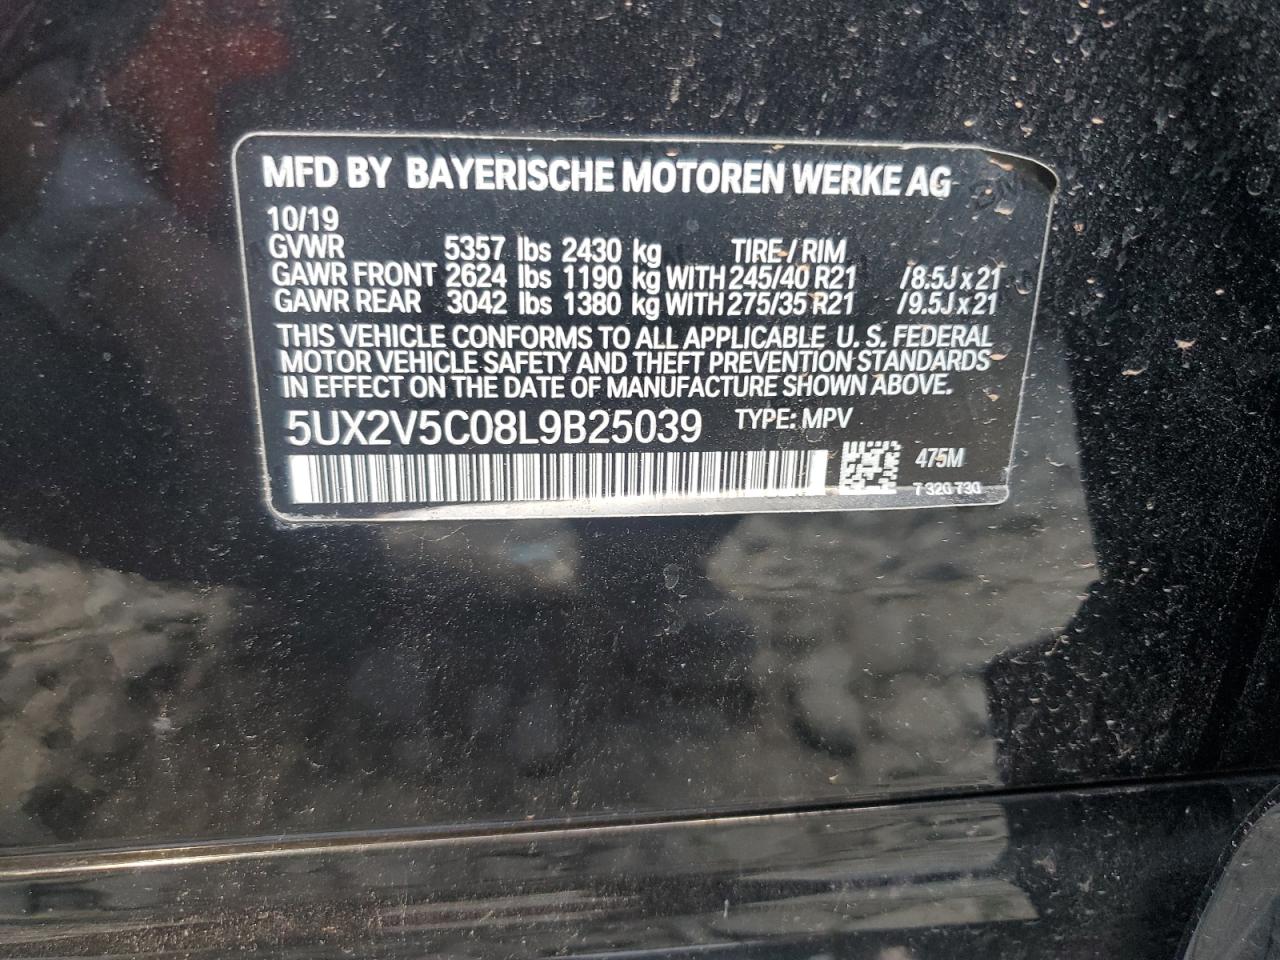 MFD BY BAYERISCHE MOTOREN WERKE AG
10/19
GVWR 5357 lbs 2430 kg TIRE / RIM
GAWR FRONT 2624 lbs 1190 kg WITH 245/40 R21 /8.5J x 21
GAWR REAR 3042 lbs 1380 kg WITH 275/35 R21 /9.5J x 21
THIS VEHICLE CONFORMS TO ALL APPLICABLE U. S. FEDERAL
MOTOR VEHICLE SAFETY AND THEFT PREVENTION STANDARDS
IN EFFECT ON THE DATE OF MANUFACTURE SHOWN ABOVE.
5UX2V5C08L9B25039 TYPE: MPV
475M
7 320 730